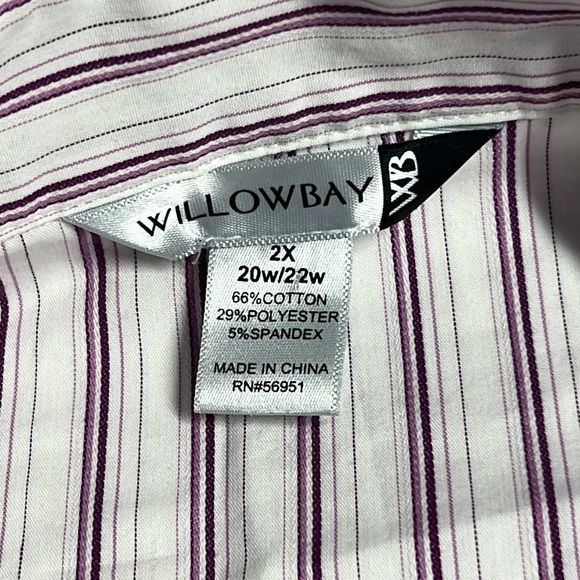 WILLOWBAY
WB
2X
20w/22w
66%COTTON
29%POLYESTER
5%SPANDEX
MADE IN CHINA
RN#56951